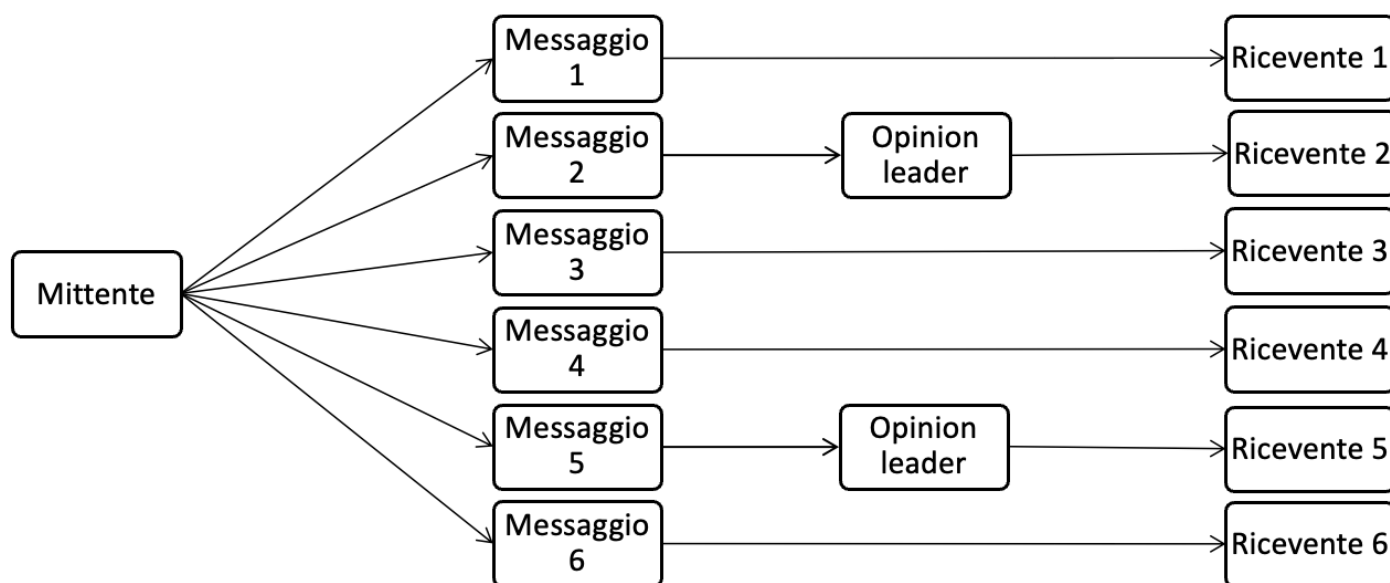 Messaggio
1
Ricevente 1
Messaggio
2
Opinion
leader
Ricevente 2
Messaggio
3
Ricevente 3
Mittente
Messaggio
4
Ricevente 4
Messaggio
5
Opinion
leader
Ricevente 5
Messaggio
6
Ricevente 6